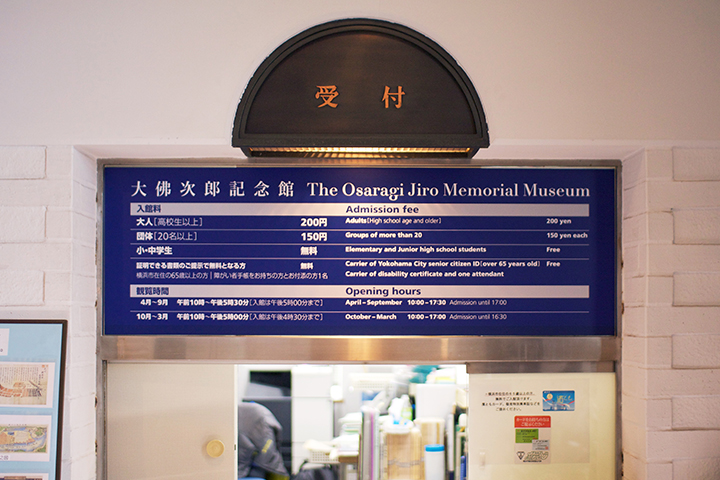 受付
大佛次郎記念館 The Osaragi Jiro Memorial Museum
入館料 Admission fee
大人[高校生以上] 200円 Adults[High school age and older] 200 yen
団体[20名以上] 150円 Groups of more than 20 150 yen each
小・中学生 無料 Elementary and Junior high school students Free
証明できる書類のご提示で無料となる方 無料 Carrier of Yokohama City senior citizen ID[over 65 years old] Free
横浜市在住の65歳以上の方│障がい者手帳をお持ちの方とお付添の方1名 Carrier of disability certificate and one attendant
観覧時間 Opening hours
4月~9月 午前10時~午後5時30分[入館は午後5時00分まで] April–September 10:00–17:30 Admission until 17:00
10月~3月 午前10時~午後5時00分[入館は午後4時30分まで] October–March 10:00–17:00 Admission until 16:30